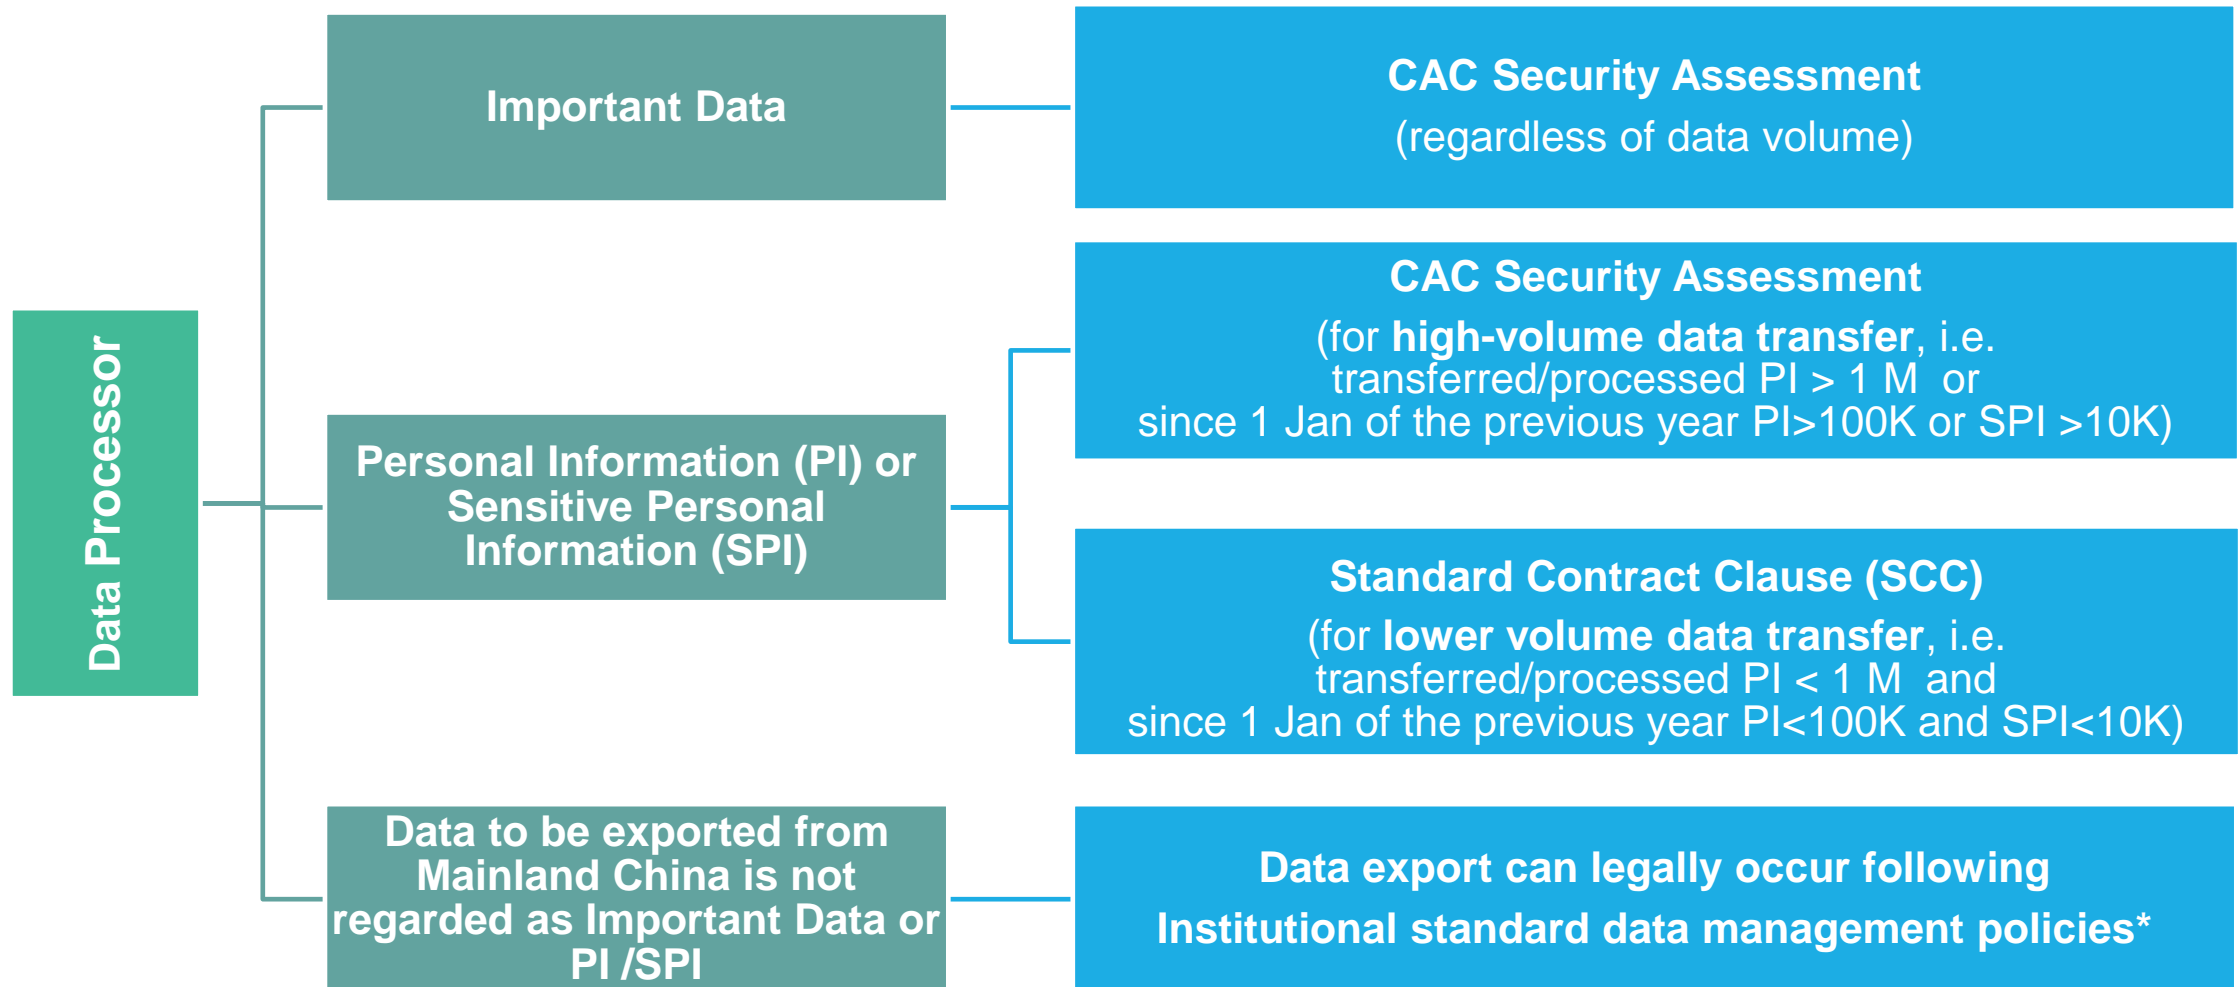 Data Processor
Important Data
CAC Security Assessment
(regardless of data volume)
Personal Information (PI) or
Sensitive Personal
Information (SPI)
CAC Security Assessment
(for high-volume data transfer, i.e.
transferred/processed PI > 1 M  or
since 1 Jan of the previous year PI>100K or SPI >10K)
Standard Contract Clause (SCC)
(for lower volume data transfer, i.e.
transferred/processed PI < 1 M  and
since 1 Jan of the previous year PI<100K and SPI<10K)
Data to be exported from
Mainland China is not
regarded as Important Data or
PI /SPI
Data export can legally occur following
Institutional standard data management policies*